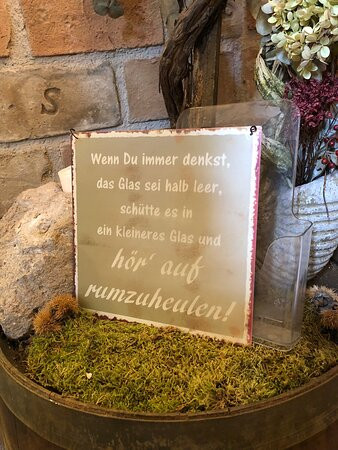 S
Wenn Du immer denkst,
das Glas sei halb leer,
schütte es in
ein kleineres Glas und
hör' auf
rumzuheulen!